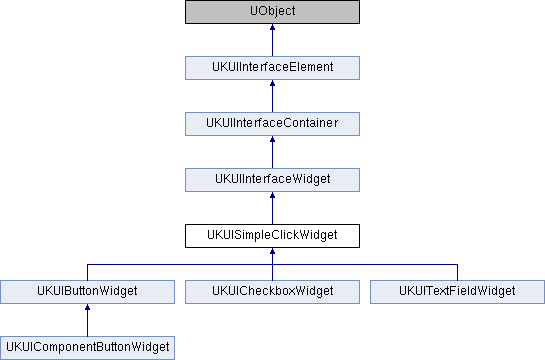 UObject
UKUIInterfaceElement
UKUIInterfaceContainer
UKUIInterfaceWidget
UKUISimpleClickWidget
UKUIButtonWidget UKUICheckboxWidget UKUITextFieldWidget
UKUIComponentButtonWidget